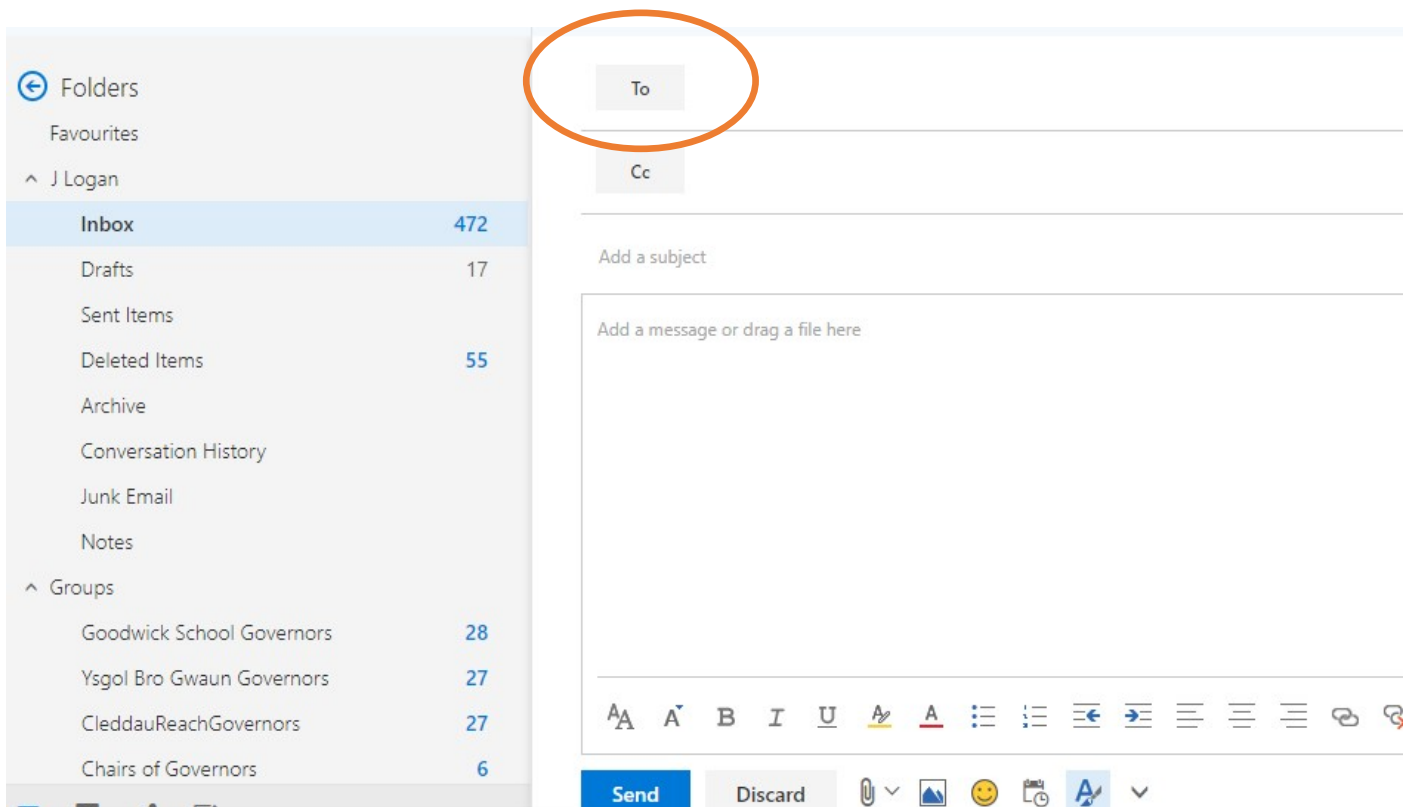 Folders
Favourites
J Logan
Inbox 472
Drafts 17
Sent Items
Deleted Items 55
Archive
Conversation History
Junk Email
Notes
Groups
Goodwick School Governors 28
Ysgol Bro Gwaun Governors 27
CleddauReachGovernors 27
Chairs of Governors 6
To
Cc
Add a subject
Add a message or drag a file here
Send Discard